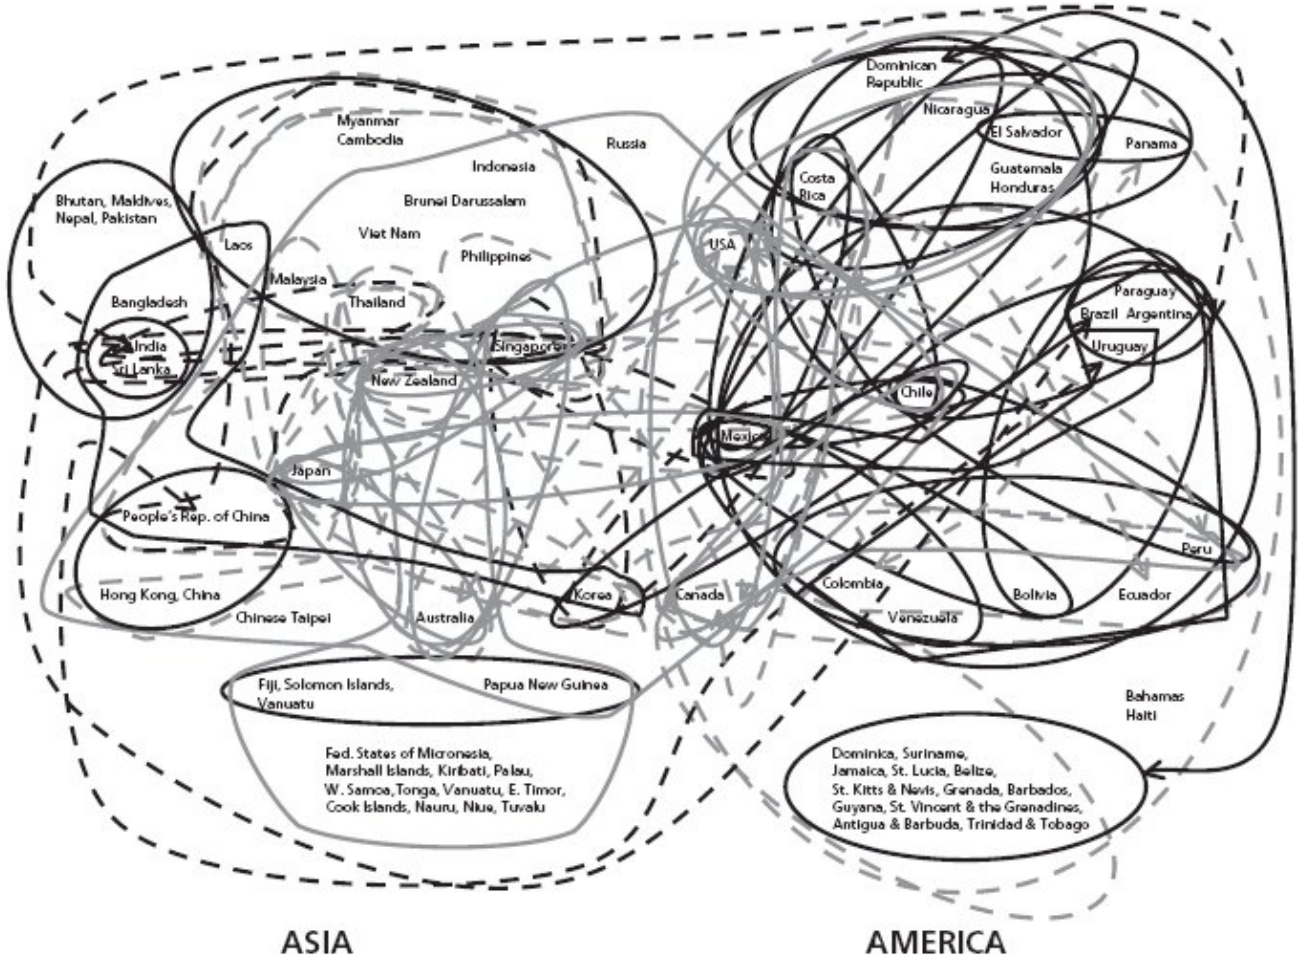 Dominican
Republic
Nicaragua
Myanmar
Cambodia
El Salvador
Panama
Russia
Indonesia
Guatemala
Honduras
Costa
Rica
Bhutan, Maldives,
Nepal, Pakistan
Brunei Darussalam
Viet Nam
Laos
USA
Philippines
Malaysia
Thailand
Bangladesh
Paraguay
Brazil Argentina
India
Singapore
Uruguay
Sri Lanka
New Zealand
Chile
Mexico
Japan
People's Rep. of China
Peru
Colombia
Hong Kong, China
Korea
Canada
Bolivia
Ecuador
Chinese Taipei
Australia
Venezuela
Fiji, Solomon Islands,
Vanuatu
Papua New Guinea
Bahamas
Haiti
Fed. States of Micronesia,
Marshall Islands, Kiribati, Palau,
W. Samoa, Tonga, Vanuatu, E. Timor,
Cook Islands, Nauru, Niue, Tuvalu
Dominica, Suriname,
Jamaica, St. Lucia, Belize,
St. Kitts & Nevis, Grenada, Barbados,
Guyana, St. Vincent & the Grenadines,
Antigua & Barbuda, Trinidad & Tobago
ASIA
AMERICA